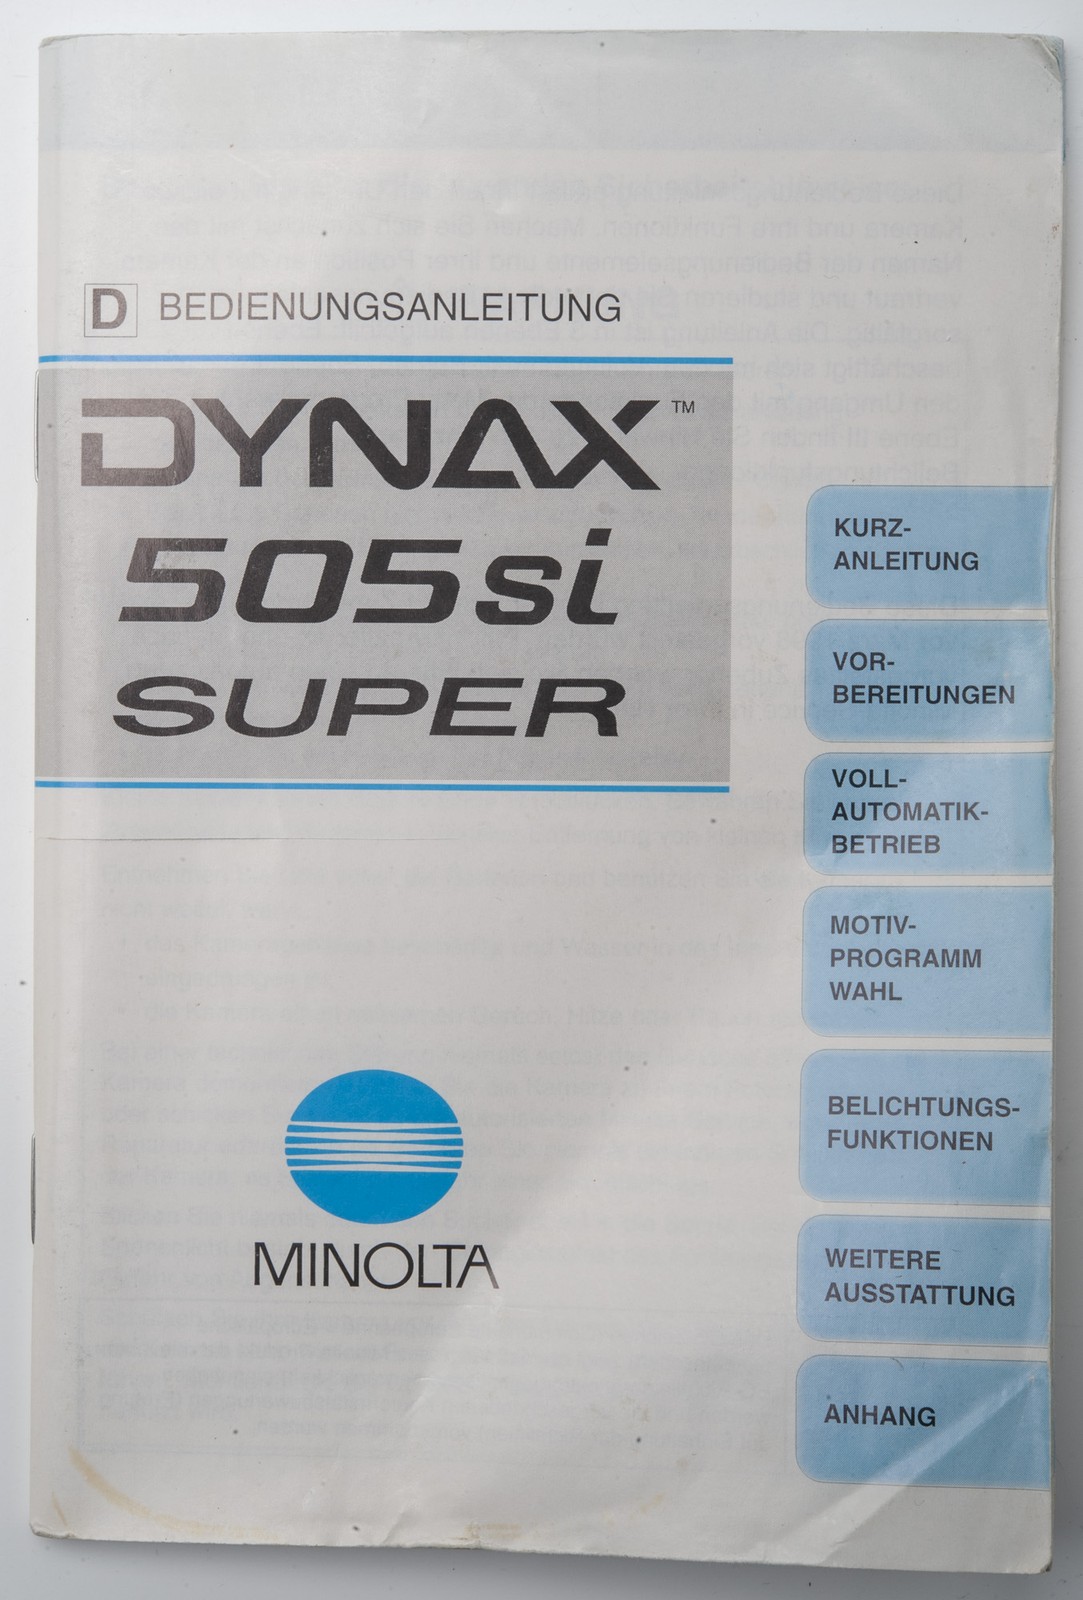 D BEDIENUNGSANLEITUNG
DYNAX™
505si
SUPER
KURZ-
ANLEITUNG
VOR-
BEREITUNGEN
VOLL-
AUTOMATIK-
BETRIEB
MOTIV-
PROGRAMM
WAHL
BELICHTUNGS-
FUNKTIONEN
WEITERE
AUSSTATTUNG
ANHANG
MINOLTA